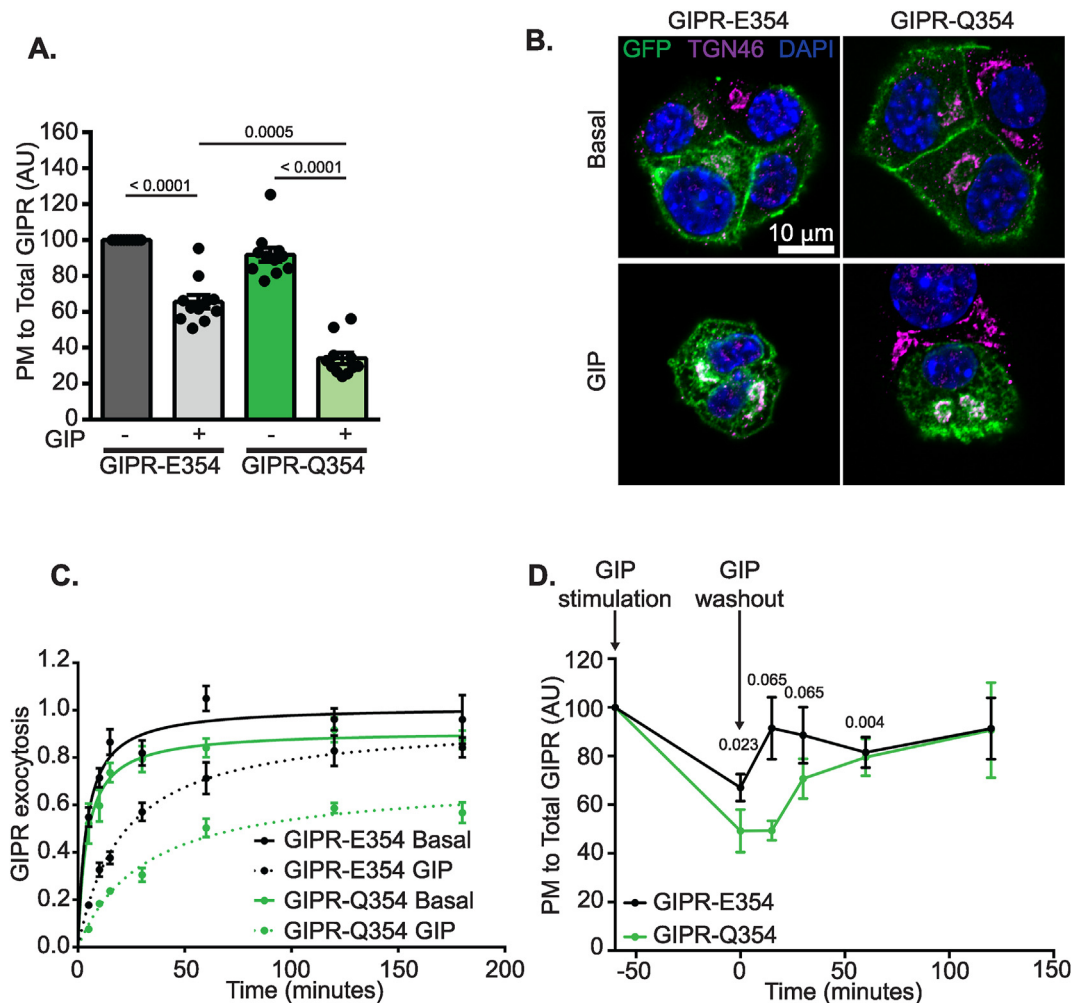 A.
PM to Total GIPR (AU)
160
140
120
100
80
60
40
20
0
0.0005
< 0.0001
< 0.0001
GIP
-
+
-
+
GIPR-E354
GIPR-Q354
B.
GIPR-E354
GIPR-Q354
GFP TGN46 DAPI
Basal
10 µm
GIP
C.
GIPR exocytosis
1.2
1.0
0.8
0.6
0.4
0.2
0.0
GIPR-E354 Basal
GIPR-E354 GIP
GIPR-Q354 Basal
GIPR-Q354 GIP
0
50
100
150
200
Time (minutes)
D.
GIP
stimulation
GIP
washout
PM to Total GIPR (AU)
120
100
80
60
40
20
0
0.023
0.065
0.065
0.004
GIPR-E354
GIPR-Q354
-50
0
50
100
150
Time (minutes)